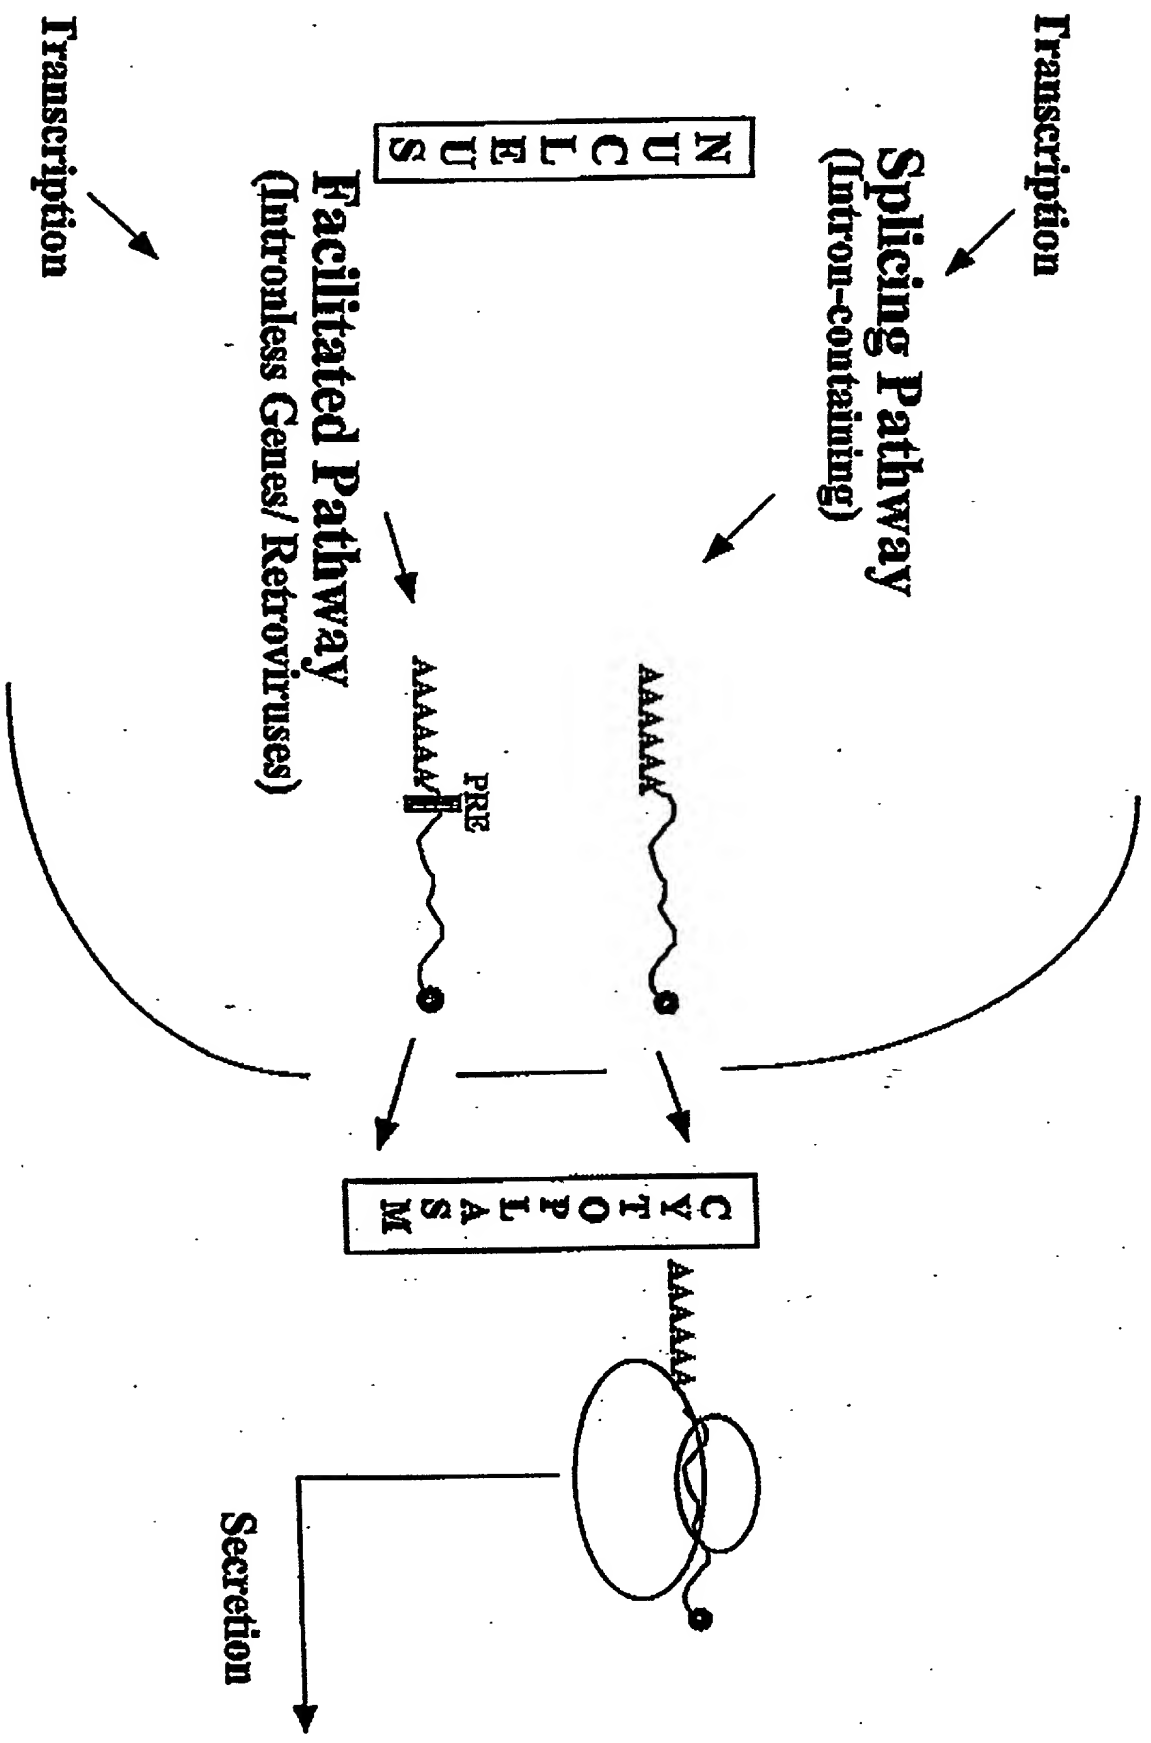 Transcription
Splicing Pathway
(Intron-containing)
NUCLEUS
AAAAAA
PRE
AAAAAA
Facilitated Pathway
(Intronless Genes/ Retroviruses)
Transcription
CYTOPLASM
AAAAAA
Secretion